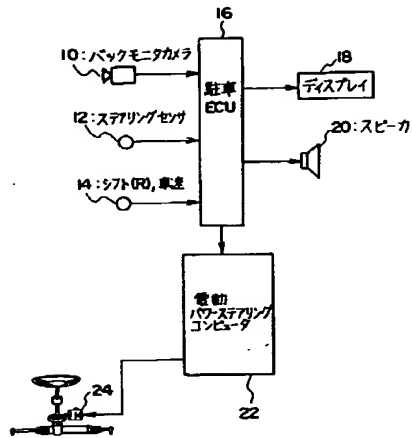 16
10:バックモニタカメラ
駐車
ECU
18
ディスプレイ
12:ステアリングセンサ
20:スピーカ
14:シフト(R),車速
電動
パワーステアリング
コンピュータ
24
22